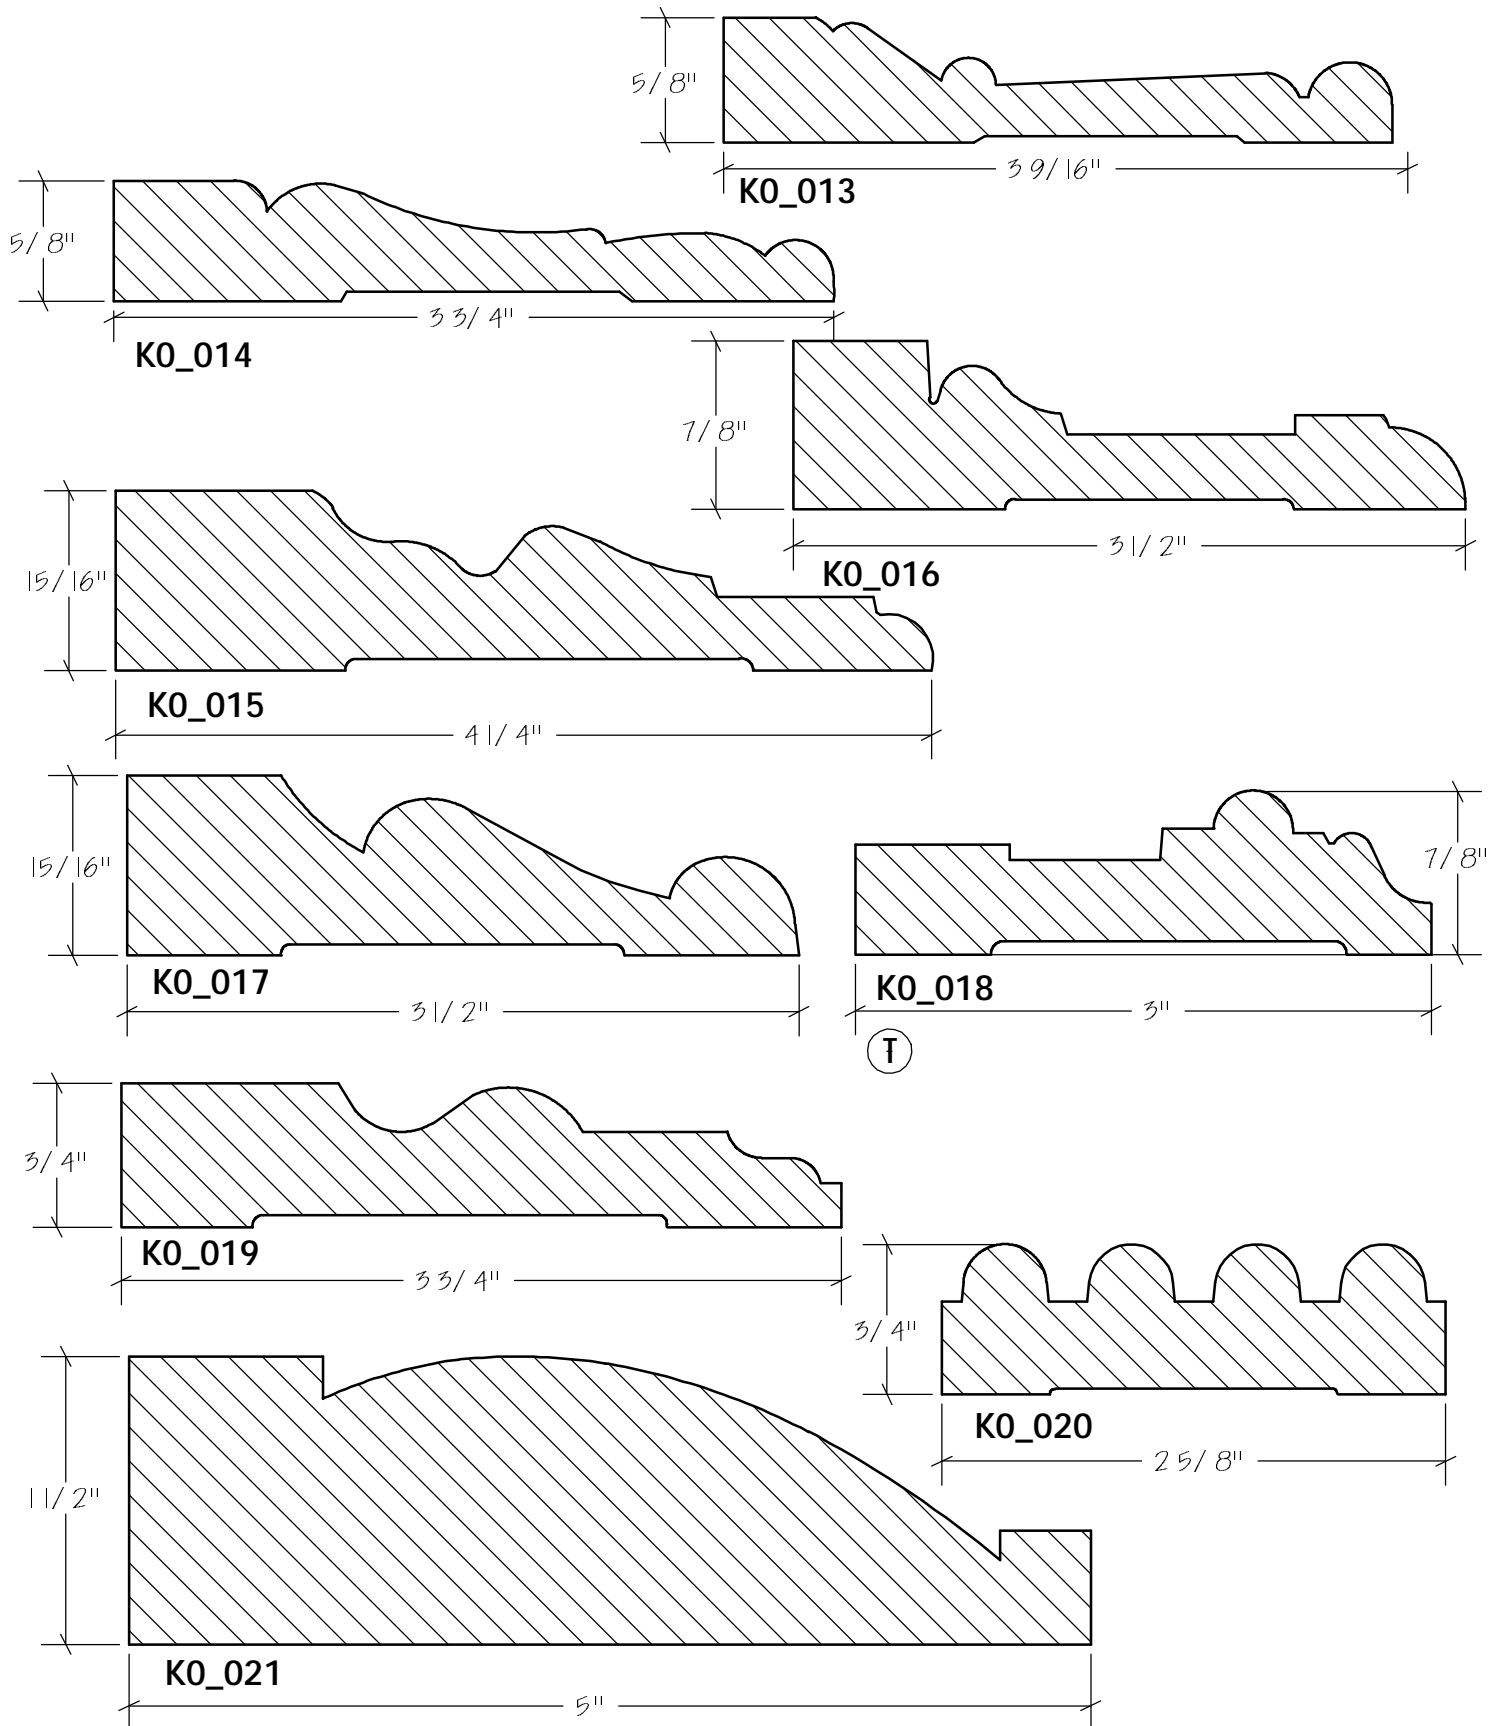 5/8"
3 9/16"
K0_013
5/8"
3 3/4"
K0_014
7/8"
3 1/2"
K0_016
15/16"
K0_015
4 1/4"
15/16"
K0_017
3 1/2"
7/8"
K0_018
3"
T
3/4"
K0_019
3 3/4"
3/4"
K0_020
2 5/8"
1 1/2"
K0_021
5"